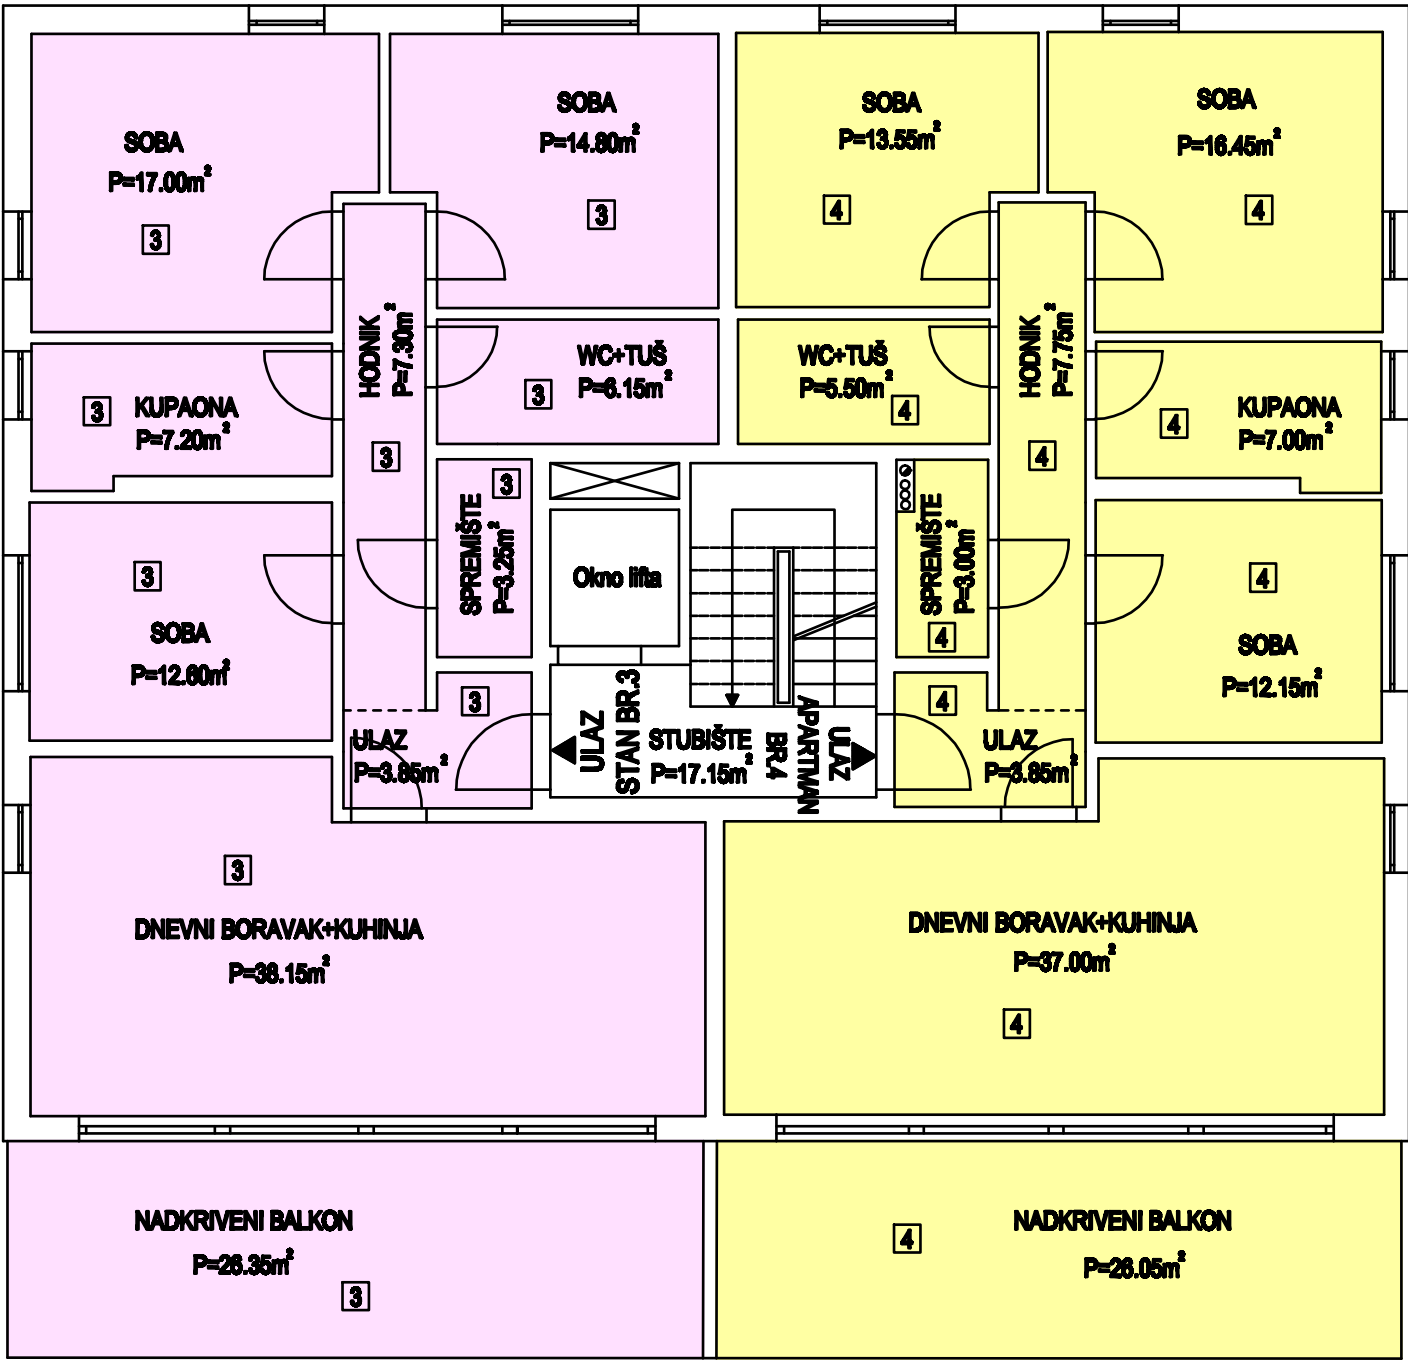 SOBA
P=17.00m²
3
SOBA
P=14.80m²
3
SOBA
P=13.55m²
4
SOBA
P=16.45m²
4
HODNIK
P=7.30m²
3
WC+TUŠ
P=6.15m²
3
WC+TUŠ
P=5.50m²
4
HODNIK
P=7.75m²
4
3
KUPAONA
P=7.20m²
4
KUPAONA
P=7.00m²
3
SPREMIŠTE
P=3.25m²
Okno lifta
SPREMIŠTE
P=3.00m²
4
3
SOBA
P=12.60m²
4
SOBA
P=12.15m²
3
ULAZ
P=3.85m²
ULAZ
STAN BR.3
STUBIŠTE
P=17.15m²
ULAZ
APARTMAN
BR.4
4
ULAZ
P=3.85m²
3
DNEVNI BORAVAK+KUHINJA
P=38.15m²
DNEVNI BORAVAK+KUHINJA
P=37.00m²
4
NADKRIVENI BALKON
P=26.35m²
3
4
NADKRIVENI BALKON
P=26.05m²